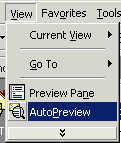 View Favorites Tools
Current View
Go To
Preview Pane
AutoPreview